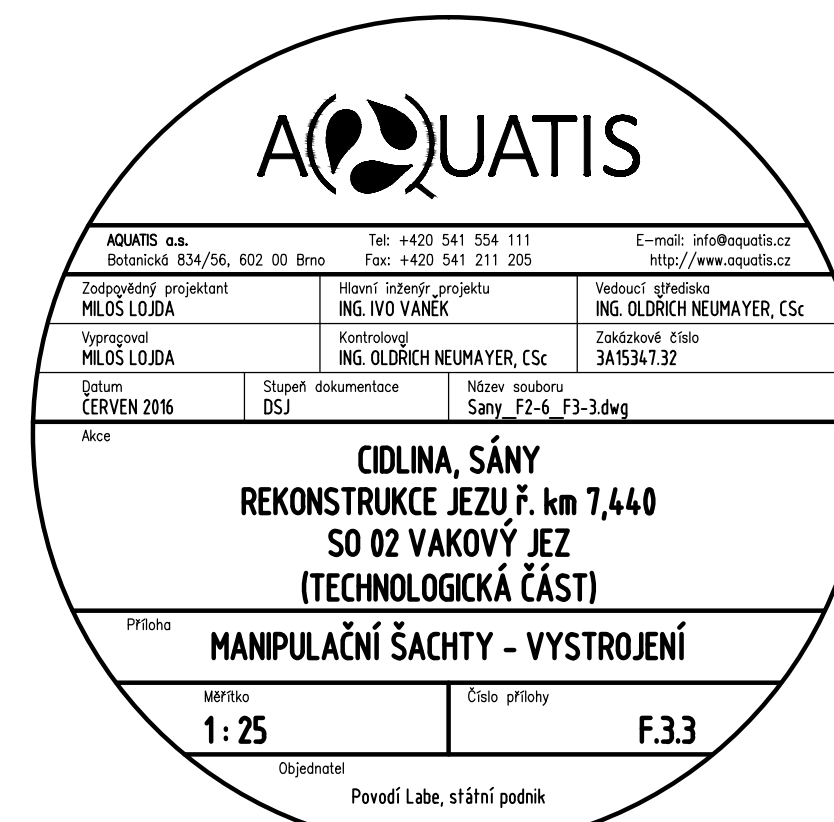 AQUATIS
AQUATIS a.s. Tel: +420 541 554 111 E-mail: info@aquatis.cz
Botanická 834/56, 602 00 Brno Fax: +420 541 211 205 http://www.aquatis.cz
Zodpovědný projektant Hlavní inženýr projektu Vedoucí střediska
MILOŠ LOJDA ING. IVO VANĚK ING. OLDŘICH NEUMAYER, CSc
Vypracoval Kontroloval Zakázkové číslo
MILOŠ LOJDA ING. OLDŘICH NEUMAYER, CSc 3A15347.32
Datum Stupeň dokumentace Název souboru
ČERVEN 2016 DSJ Sany_F2-6_F3-3.dwg
Akce
CIDLINA, SÁNY
REKONSTRUKCE JEZU ř. km 7,440
SO 02 VAKOVÝ JEZ
(TECHNOLOGICKÁ ČÁST)
Příloha
MANIPULAČNÍ ŠACHTY - VYSTROJENÍ
Měřítko Číslo přílohy
1 : 25 F.3.3
Objednatel
Povodí Labe, státní podnik